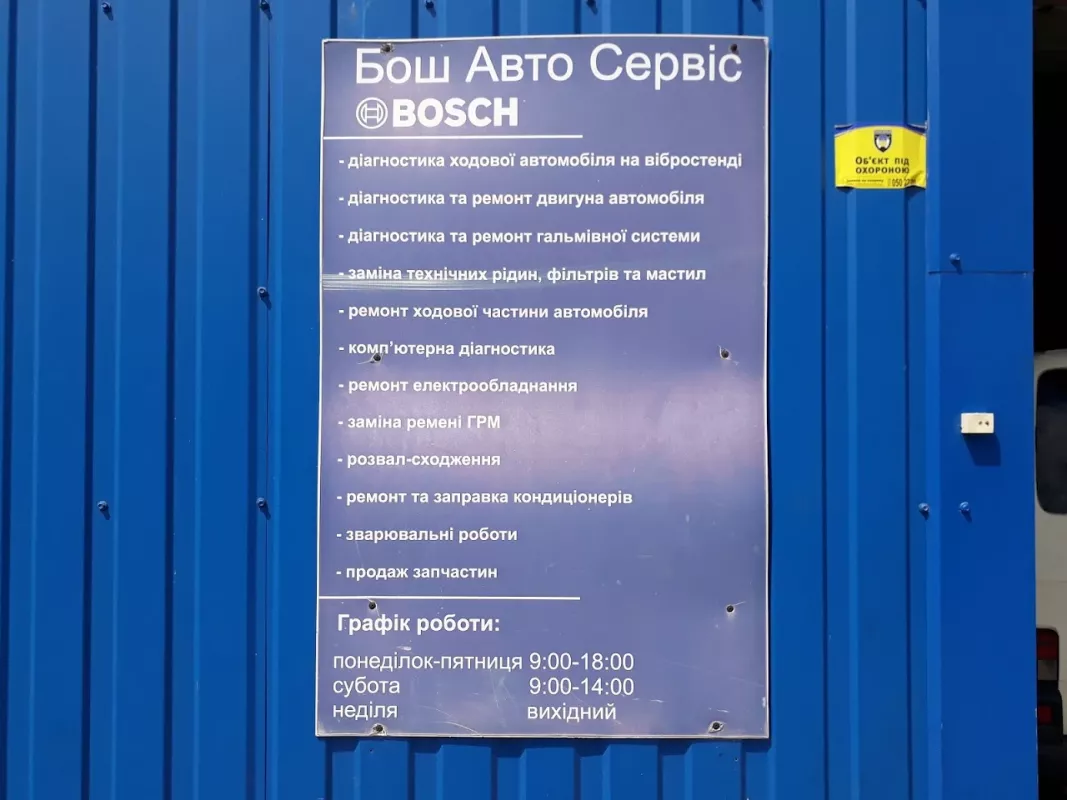 Бош Авто Сервіс
BOSCH
- діагностика ходової автомобіля на вібростенді
- діагностика та ремонт двигуна автомобіля
- діагностика та ремонт гальмівної системи
- заміна технічних рідин, фільтрів та мастил
- ремонт ходової частини автомобіля
- комп'ютерна діагностика
- ремонт електрообладнання
- заміна ремені ГРМ
- розвал-сходження
- ремонт та заправка кондиціонерів
- зварювальні роботи
- продаж запчастин
Графік роботи:
понеділок-пятниця 9:00-18:00
субота 9:00-14:00
неділя вихідний
Об'єкт під
охороною
050